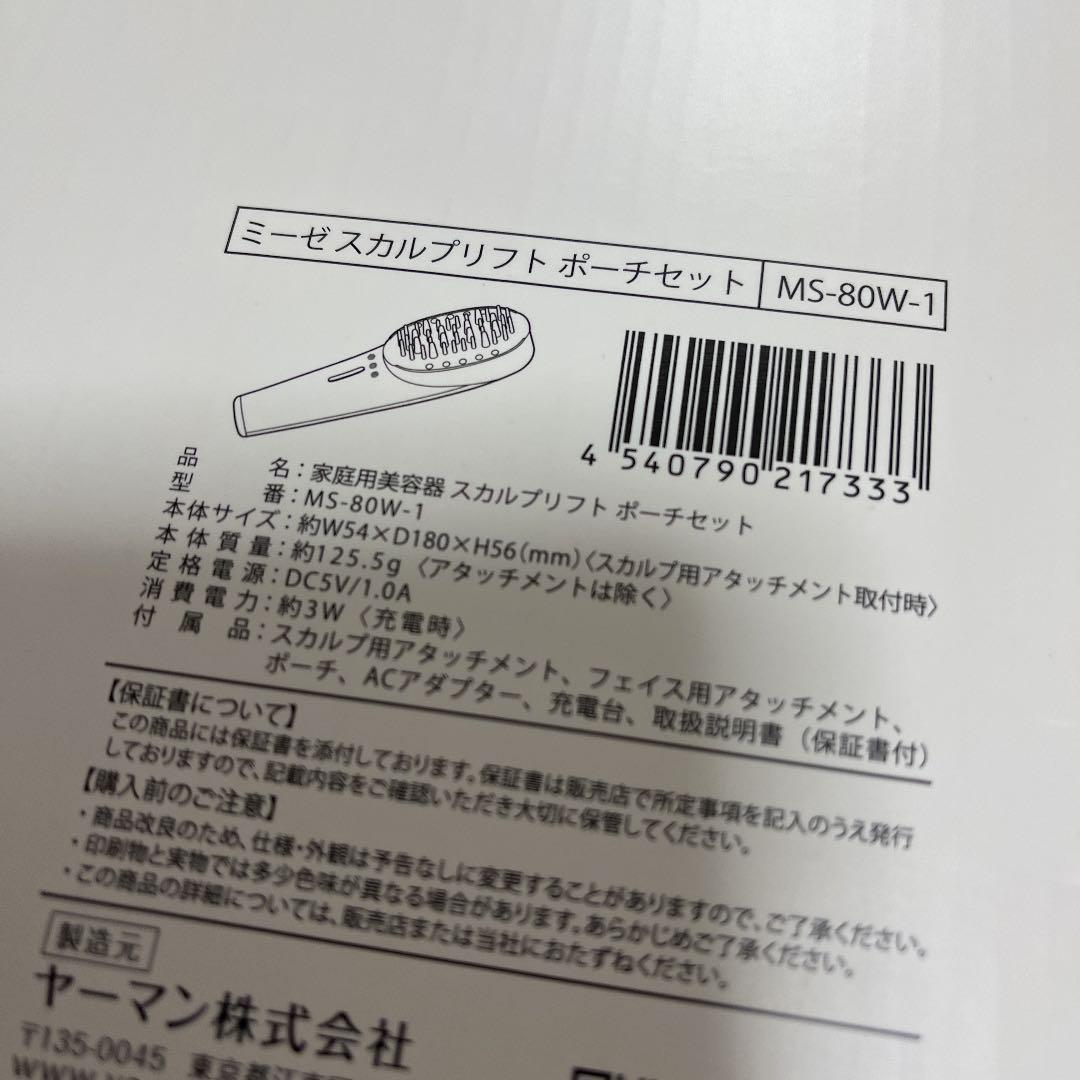 ミーゼ スカルプリフト ポーチセット MS-80W-1
4 540790 217333
品名：家庭用美容器 スカルプリフト ポーチセット
型番：MS-80W-1
本体サイズ：約W54×D180×H56（mm）〈スカルプ用アタッチメント取付時〉
本体質量：約125.5g 〈アタッチメントは除く〉
定格電源：DC5V/1.0A
消費電力：約3W 〈充電時〉
付属品：スカルプ用アタッチメント、フェイス用アタッチメント、
ポーチ、ACアダプター、充電台、取扱説明書（保証書付）
【保証書について】
この商品には保証書を添付しております。保証書は販売店で所定事項を記入のうえ発行
しておりますので、記載内容をご確認いただき大切に保管してください。
【購入前のご注意】
・商品改良のため、仕様・外観は予告なしに変更することがありますので、ご了承ください。
・印刷物と実物では多少色味が異なる場合があります。あらかじめご了承ください。
・この商品の詳細については、販売店または当社におたずねください。
製造元
ヤーマン株式会社
〒135-0045 東京都江東区